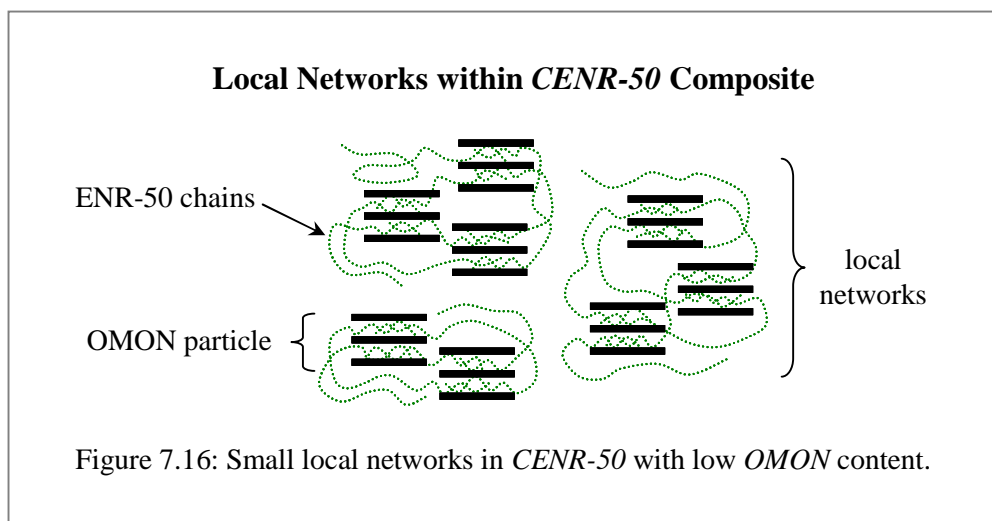 Local Networks within CENR-50 Composite
ENR-50 chains
OMON particle
local
networks
Figure 7.16: Small local networks in CENR-50 with low OMON content.